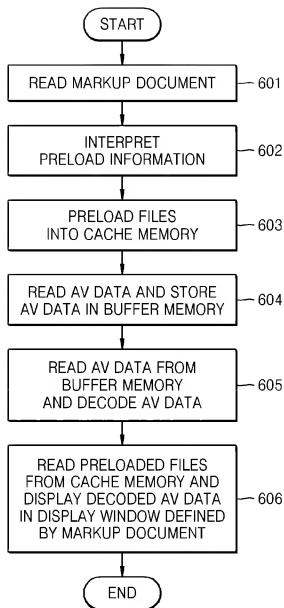 START
READ MARKUP DOCUMENT
601
INTERPRET
PRELOAD INFORMATION
602
PRELOAD FILES
INTO CACHE MEMORY
603
READ AV DATA AND STORE
AV DATA IN BUFFER MEMORY
604
READ AV DATA FROM
BUFFER MEMORY
AND DECODE AV DATA
605
READ PRELOADED FILES
FROM CACHE MEMORY AND
DISPLAY DECODED AV DATA
IN DISPLAY WINDOW DEFINED
BY MARKUP DOCUMENT
606
END